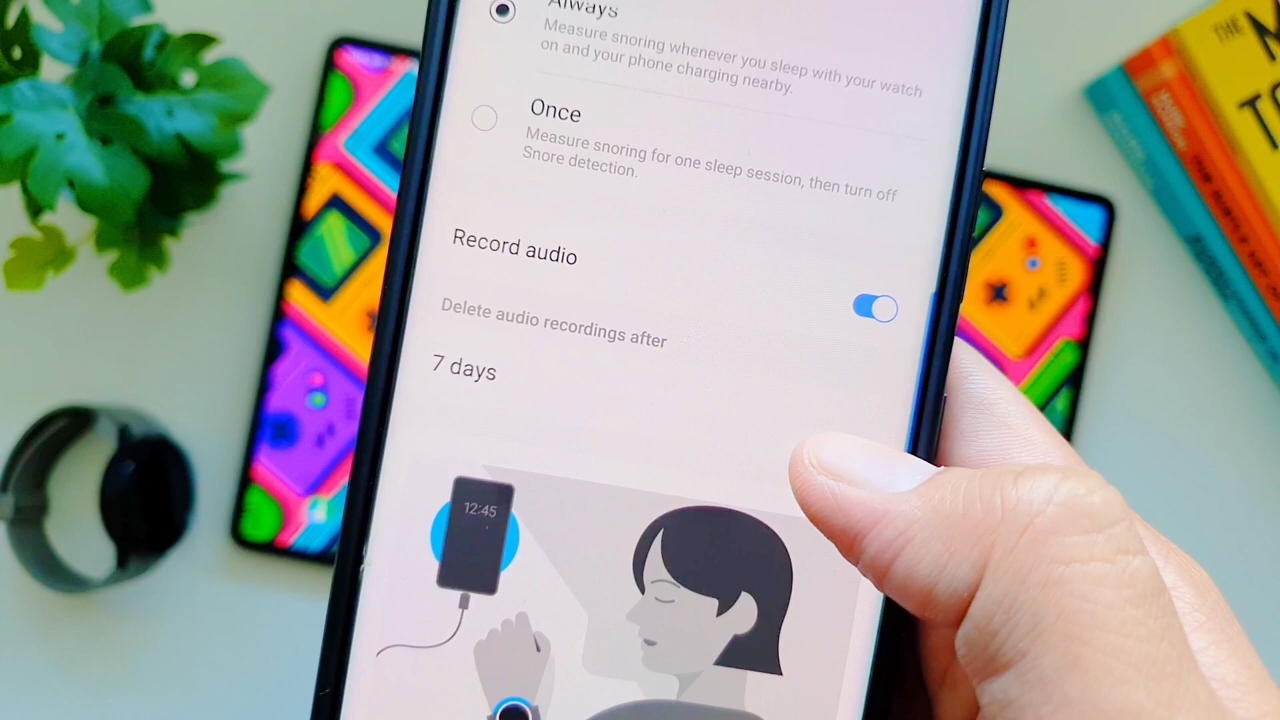 Always
Measure snoring whenever you sleep with your watch
on and your phone charging nearby.
Once
Measure snoring for one sleep session, then turn off
Snore detection.
Record audio
Delete audio recordings after
7 days
12:45
THE